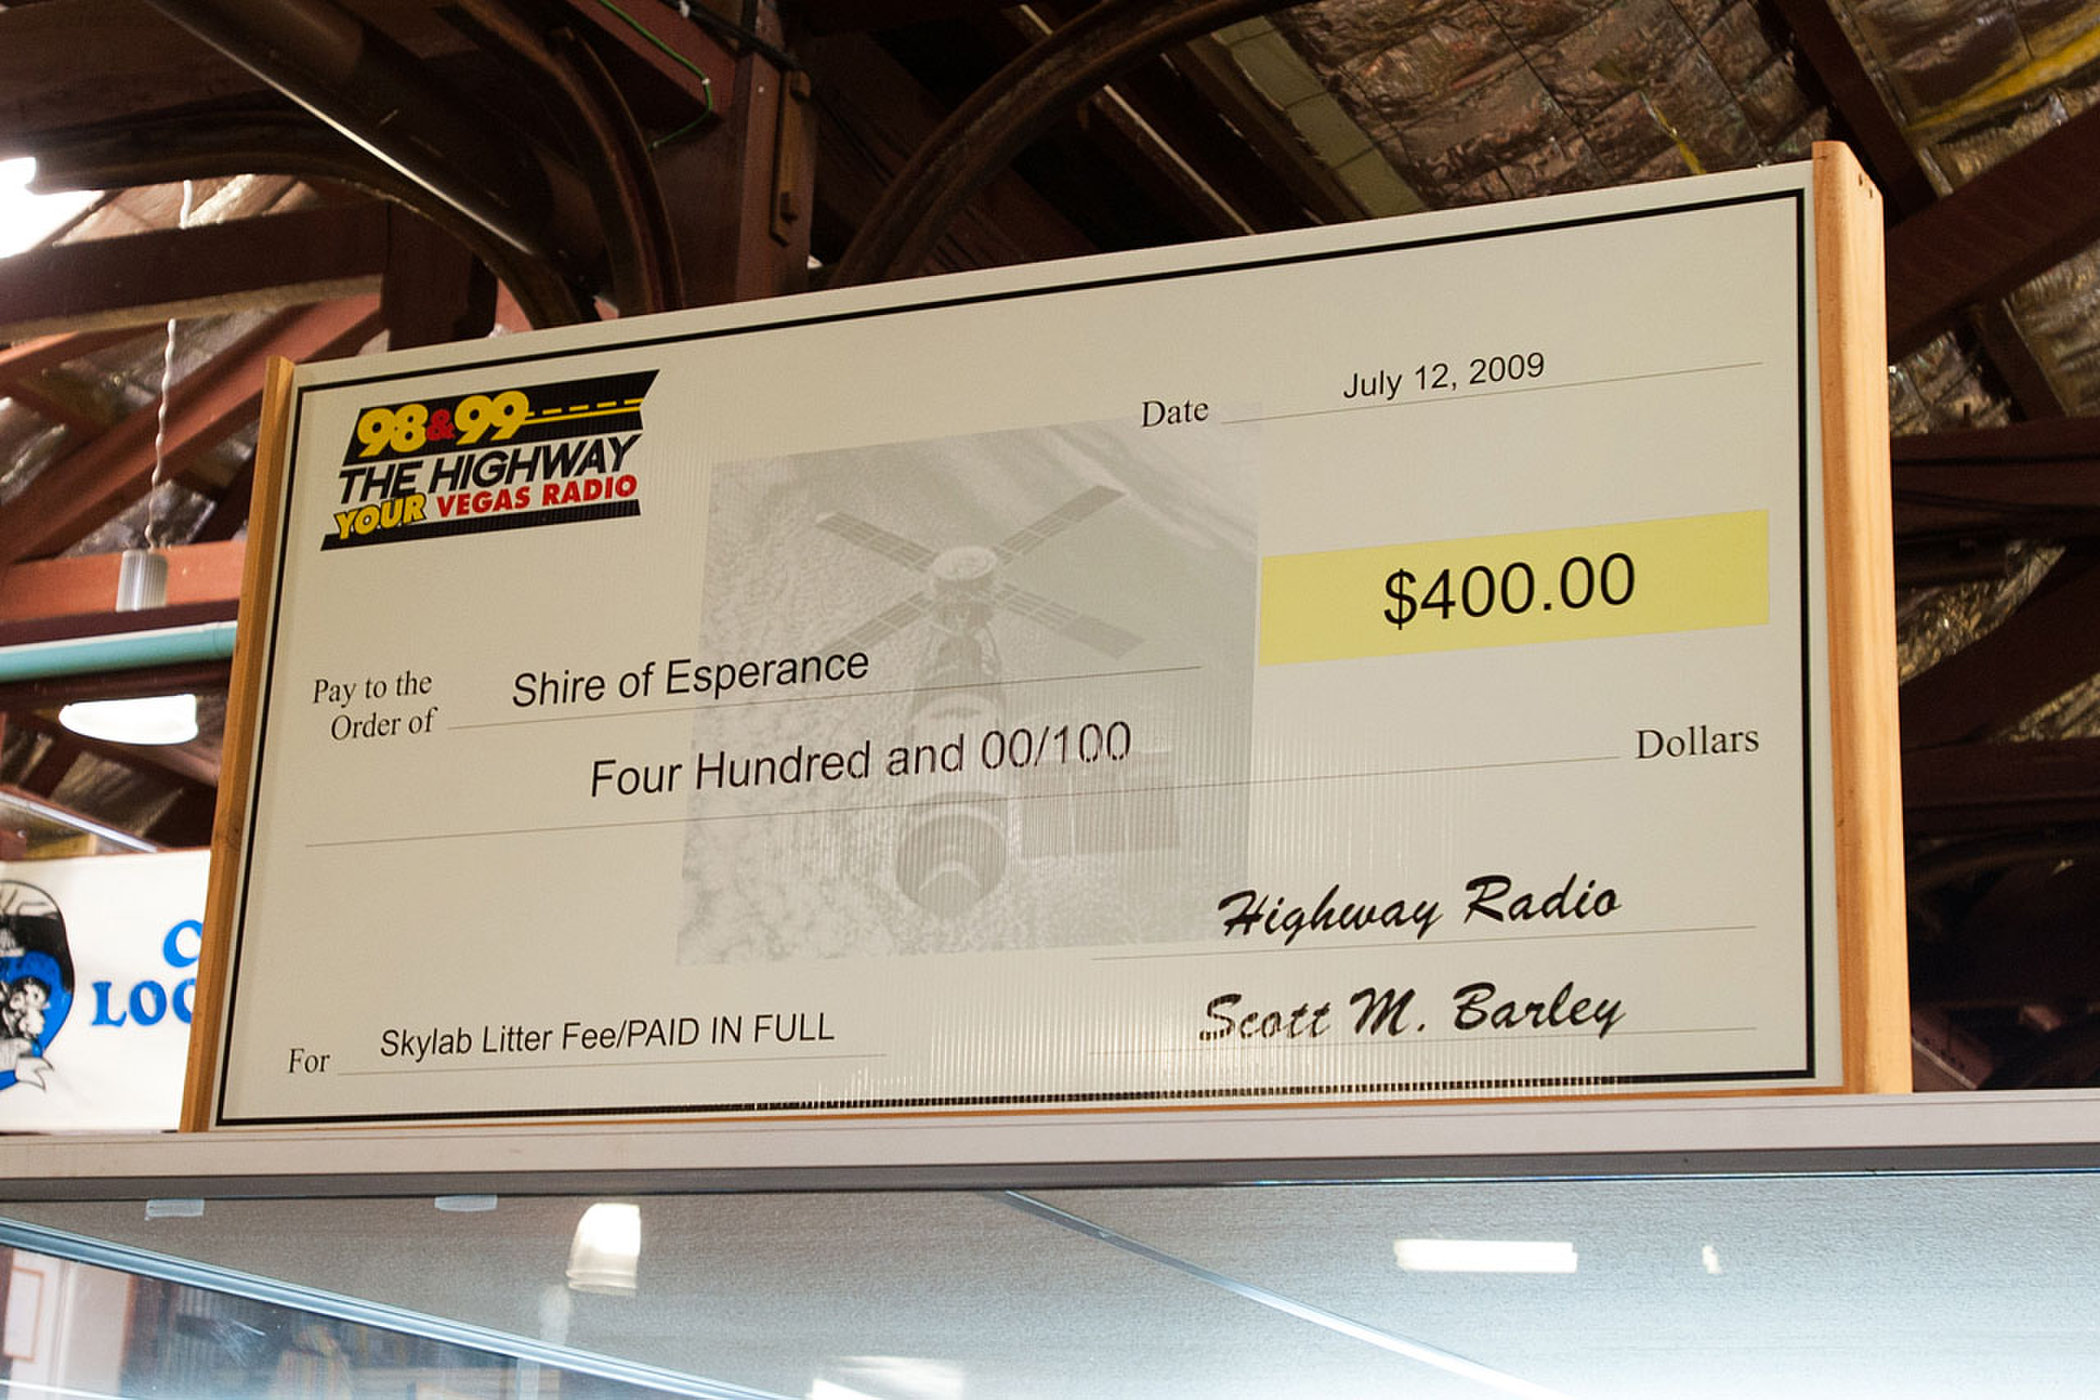 98&99
THE HIGHWAY
YOUR VEGAS RADIO
Date July 12, 2009
$400.00
Pay to the
Order of Shire of Esperance
Four Hundred and 00/100 Dollars
Highway Radio
Scott M. Barley
For Skylab Litter Fee/PAID IN FULL